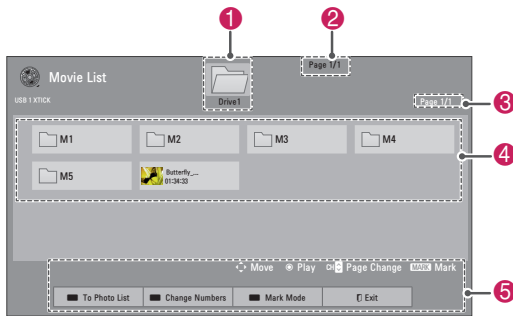 1
2
Page 1/1
Movie List
USB 1 XTICK
Drive1
Page 1/1
3
M1
M2
M3
M4
4
M5
Butterfly_...
01:34:33
Move
Play
CH
Page Change
MARK Mark
To Photo List
Change Numbers
Mark Mode
Exit
5